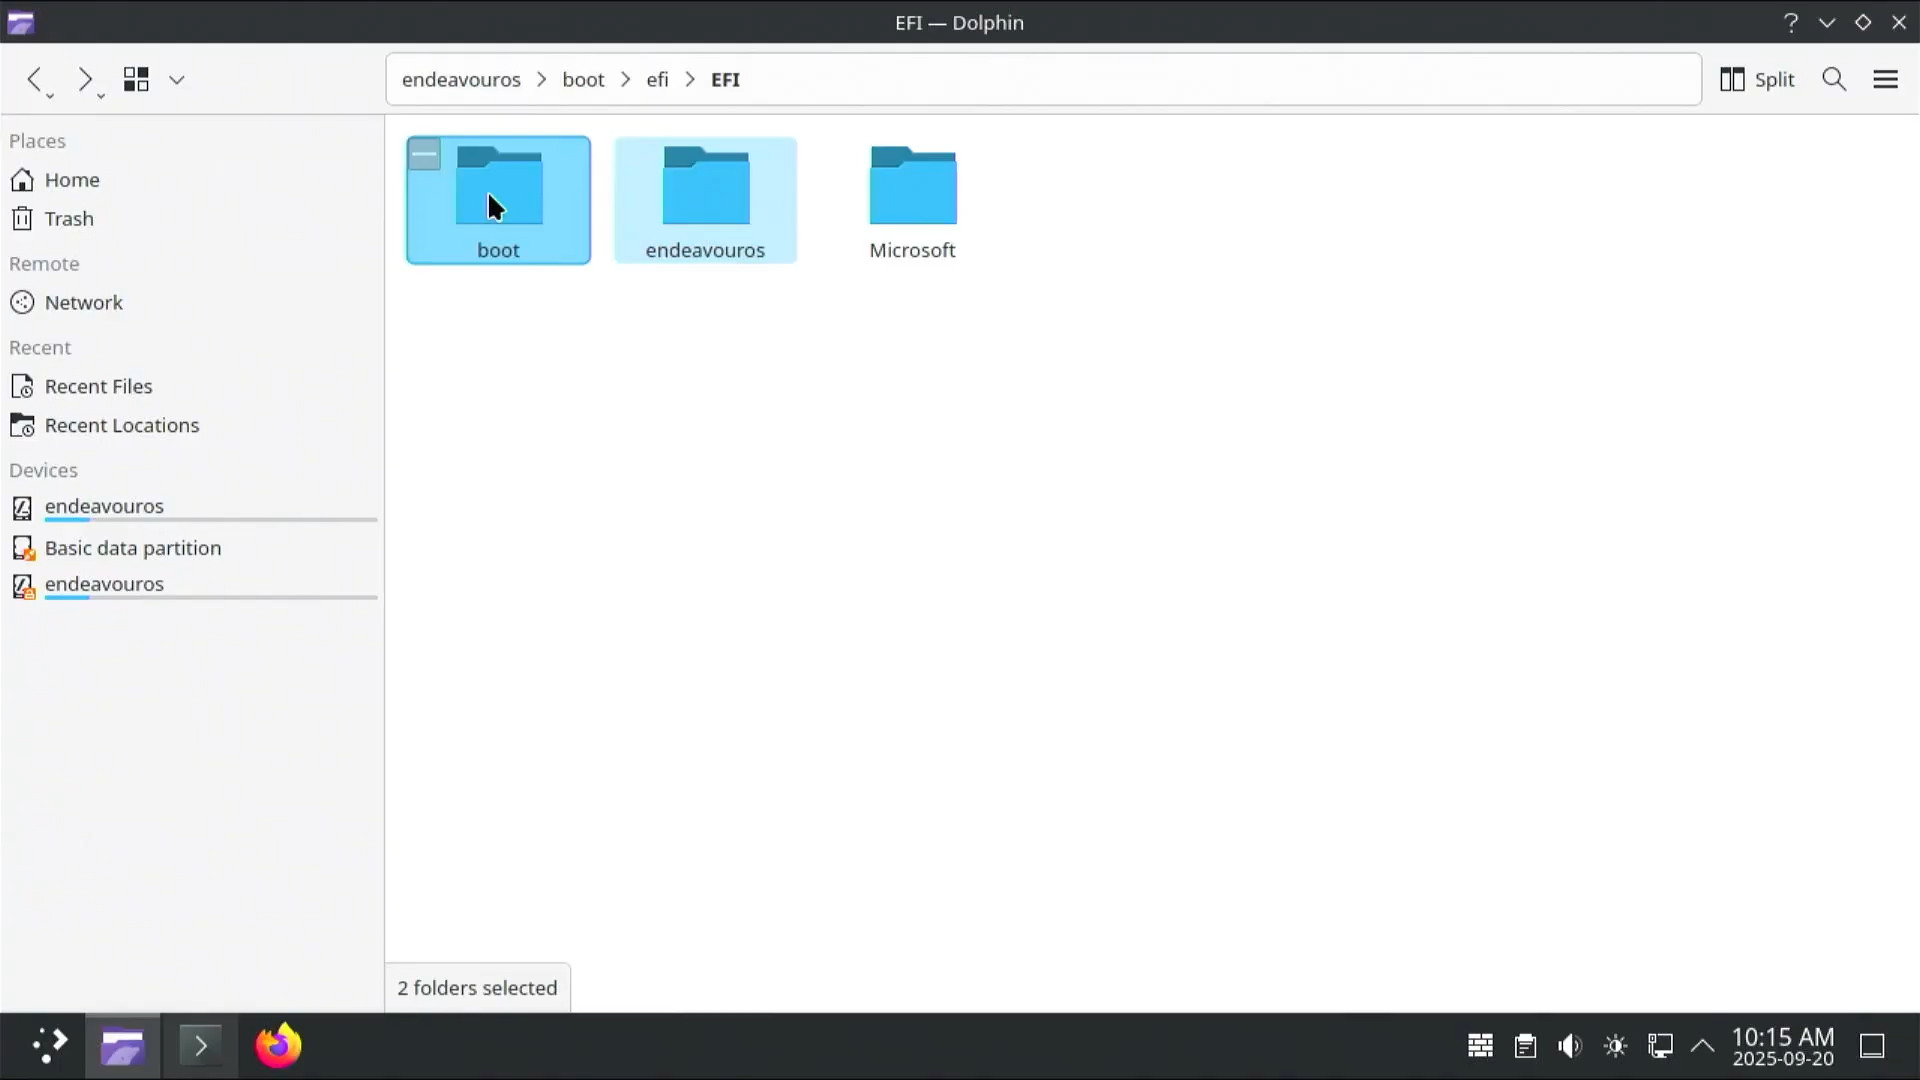 EFI — Dolphin
endeavouros > boot > efi > EFI
Split
Places
Home
Trash
Remote
Network
Recent
Recent Files
Recent Locations
Devices
endeavouros
Basic data partition
endeavouros
boot
endeavouros
Microsoft
2 folders selected
10:15 AM
2025-09-20